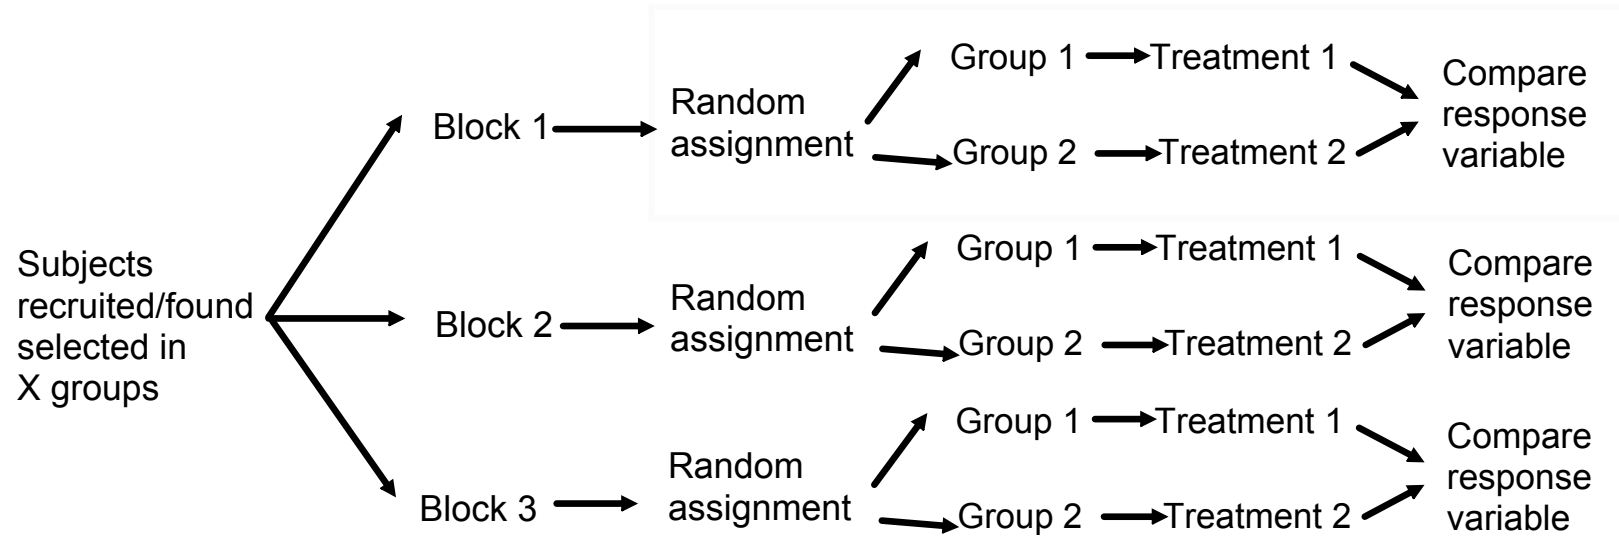 Subjects
recruited/found
selected in
X groups
Block 1
Random
assignment
Group 1
Treatment 1
Group 2
Treatment 2
Compare
response
variable
Block 2
Random
assignment
Group 1
Treatment 1
Group 2
Treatment 2
Compare
response
variable
Block 3
Random
assignment
Group 1
Treatment 1
Group 2
Treatment 2
Compare
response
variable